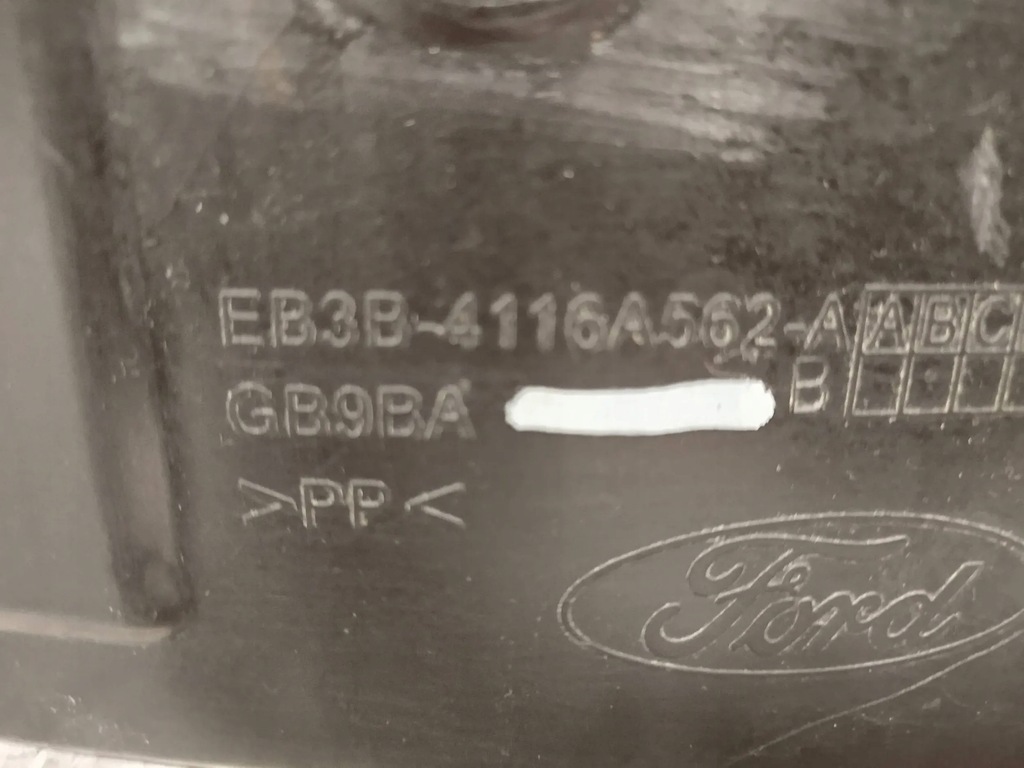 EB3B-4116A562-A ABC
GB9BA B
>PP<
Ford